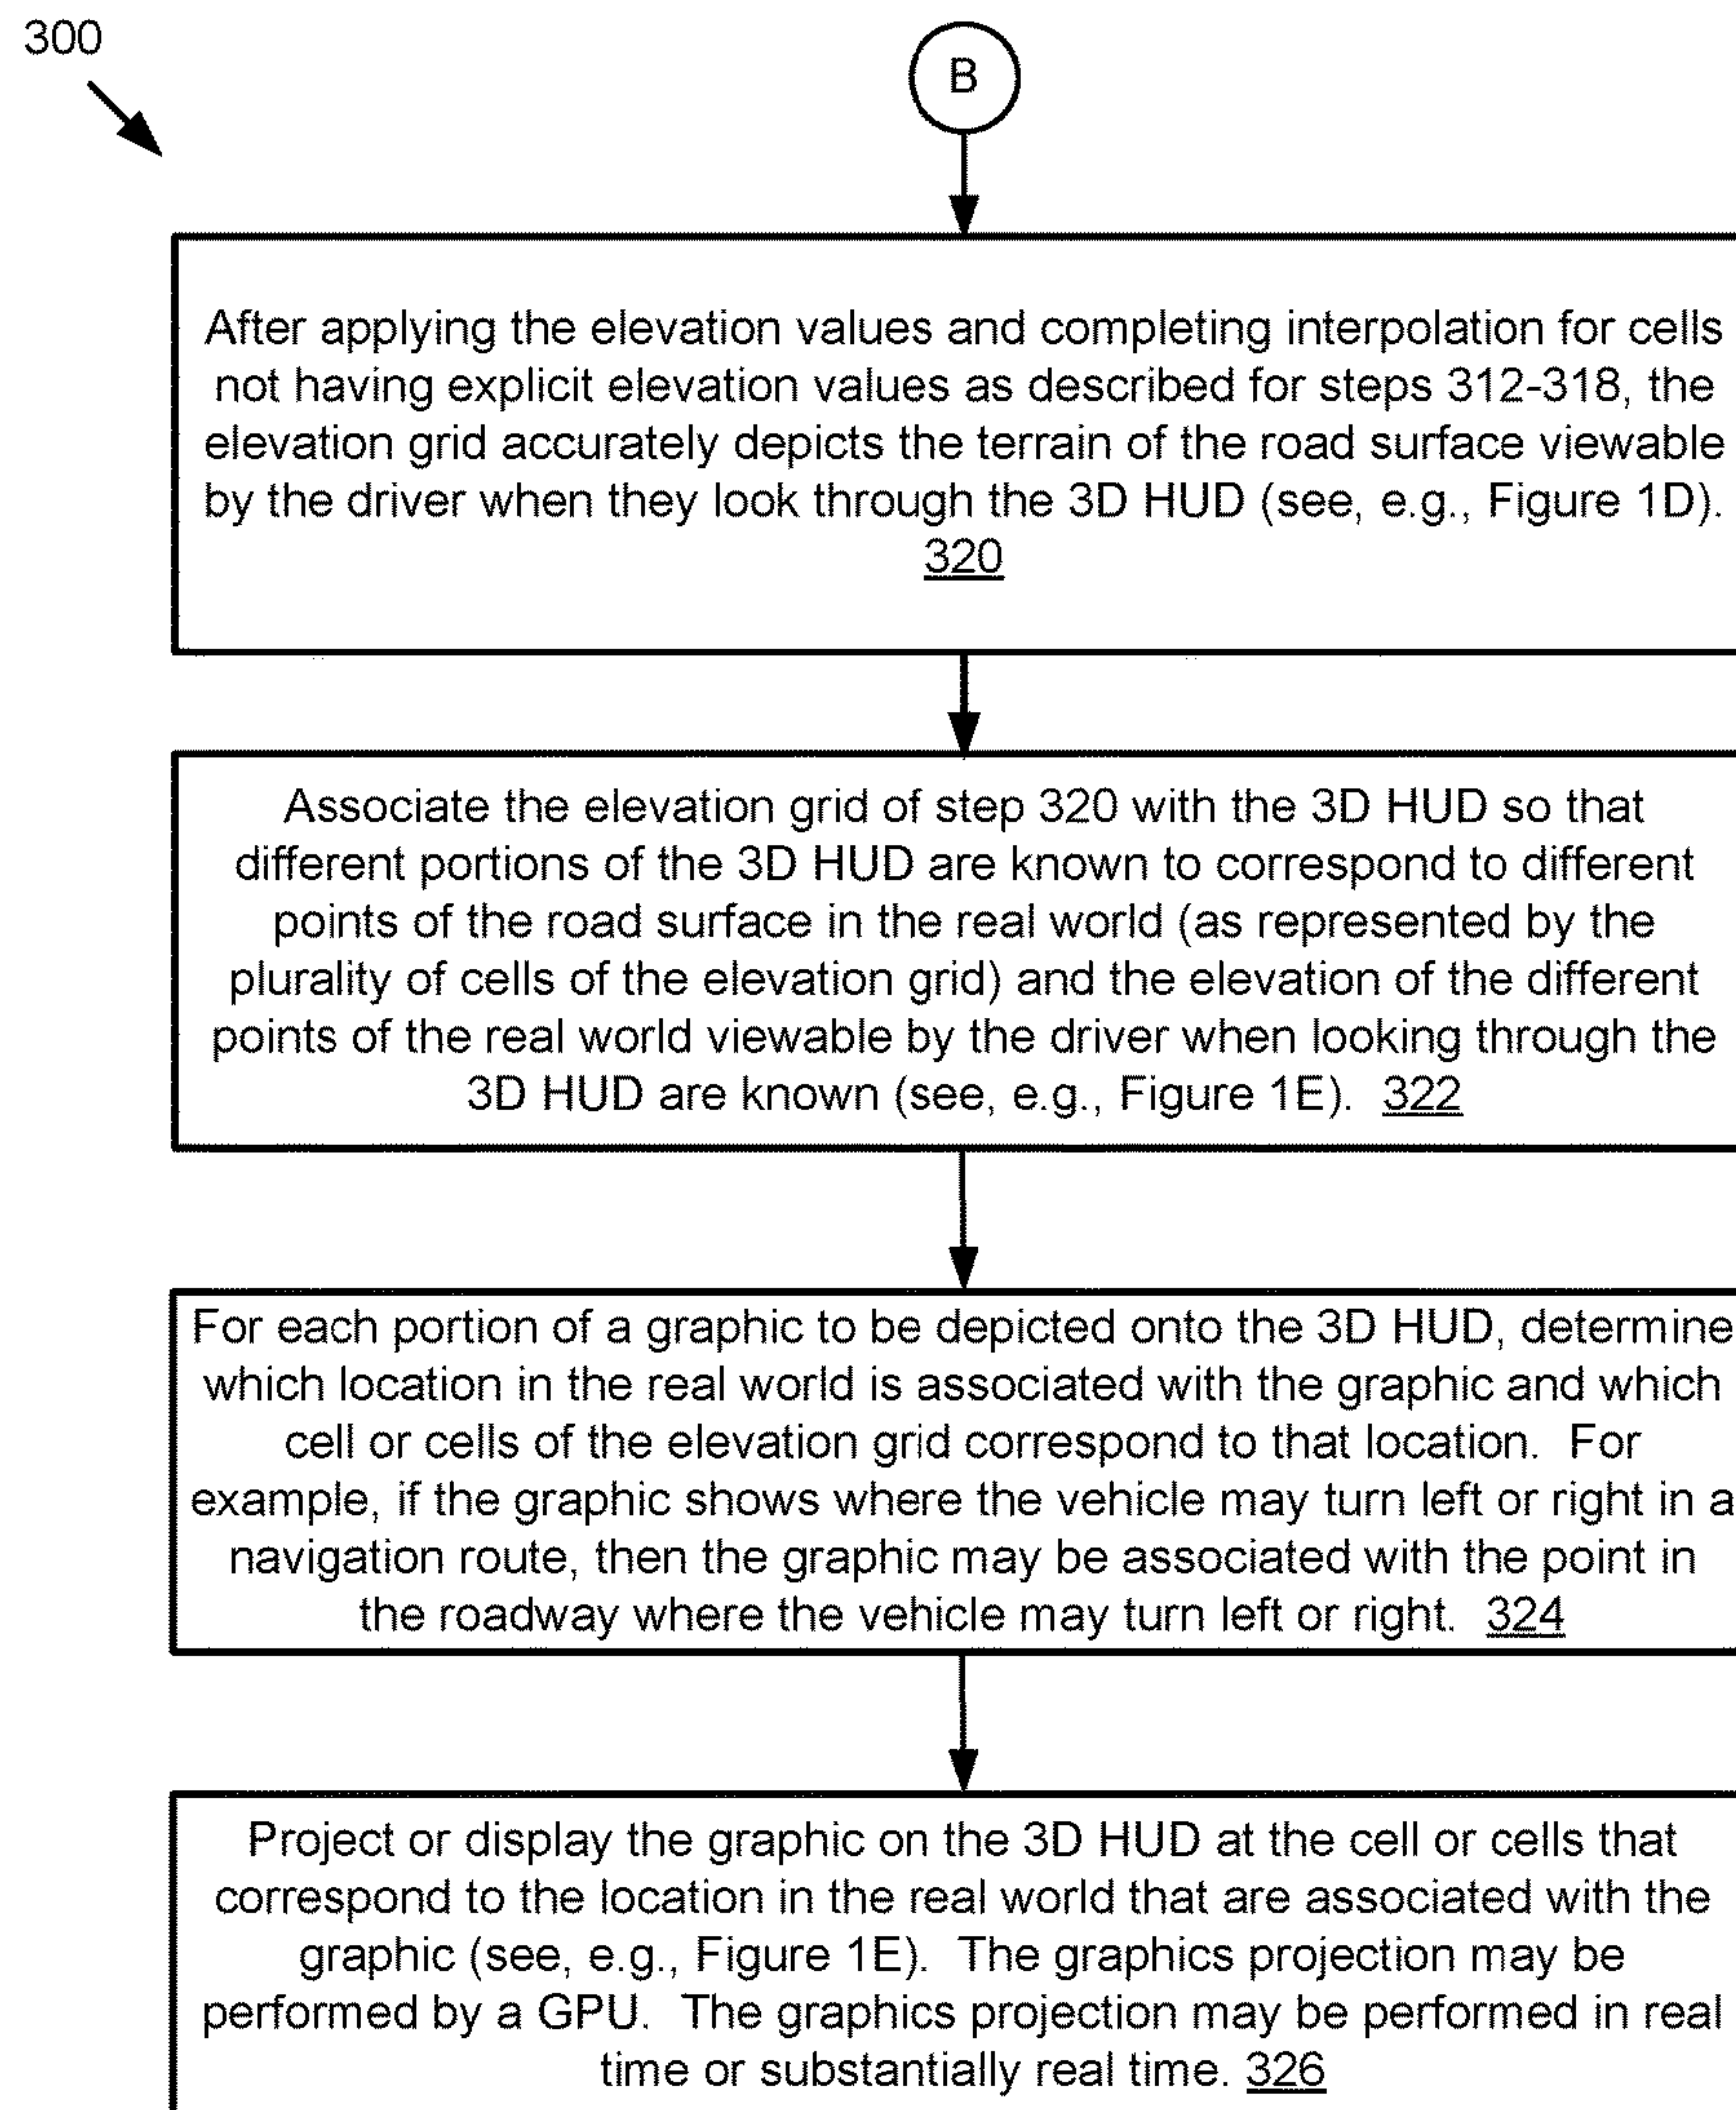 300
B
After applying the elevation values and completing interpolation for cells
not having explicit elevation values as described for steps 312-318, the
elevation grid accurately depicts the terrain of the road surface viewable
by the driver when they look through the 3D HUD (see, e.g., Figure 1D).
320
Associate the elevation grid of step 320 with the 3D HUD so that
different portions of the 3D HUD are known to correspond to different
points of the road surface in the real world (as represented by the
plurality of cells of the elevation grid) and the elevation of the different
points of the real world viewable by the driver when looking through the
3D HUD are known (see, e.g., Figure 1E). 322
For each portion of a graphic to be depicted onto the 3D HUD, determine
which location in the real world is associated with the graphic and which
cell or cells of the elevation grid correspond to that location. For
example, if the graphic shows where the vehicle may turn left or right in a
navigation route, then the graphic may be associated with the point in
the roadway where the vehicle may turn left or right. 324
Project or display the graphic on the 3D HUD at the cell or cells that
correspond to the location in the real world that are associated with the
graphic (see, e.g., Figure 1E). The graphics projection may be
performed by a GPU. The graphics projection may be performed in real
time or substantially real time. 326